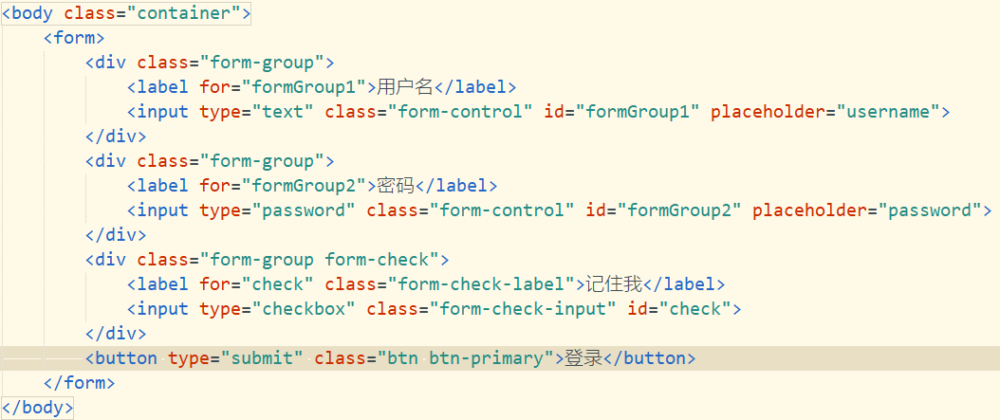 <body class="container">
<form>
<div class="form-group">
<label for="formGroup1">用户名</label>
<input type="text" class="form-control" id="formGroup1" placeholder="username">
</div>
<div class="form-group">
<label for="formGroup2">密码</label>
<input type="password" class="form-control" id="formGroup2" placeholder="password">
</div>
<div class="form-group form-check">
<label for="check" class="form-check-label">记住我</label>
<input type="checkbox" class="form-check-input" id="check">
</div>
<button type="submit" class="btn btn-primary">登录</button>
</form>
</body>